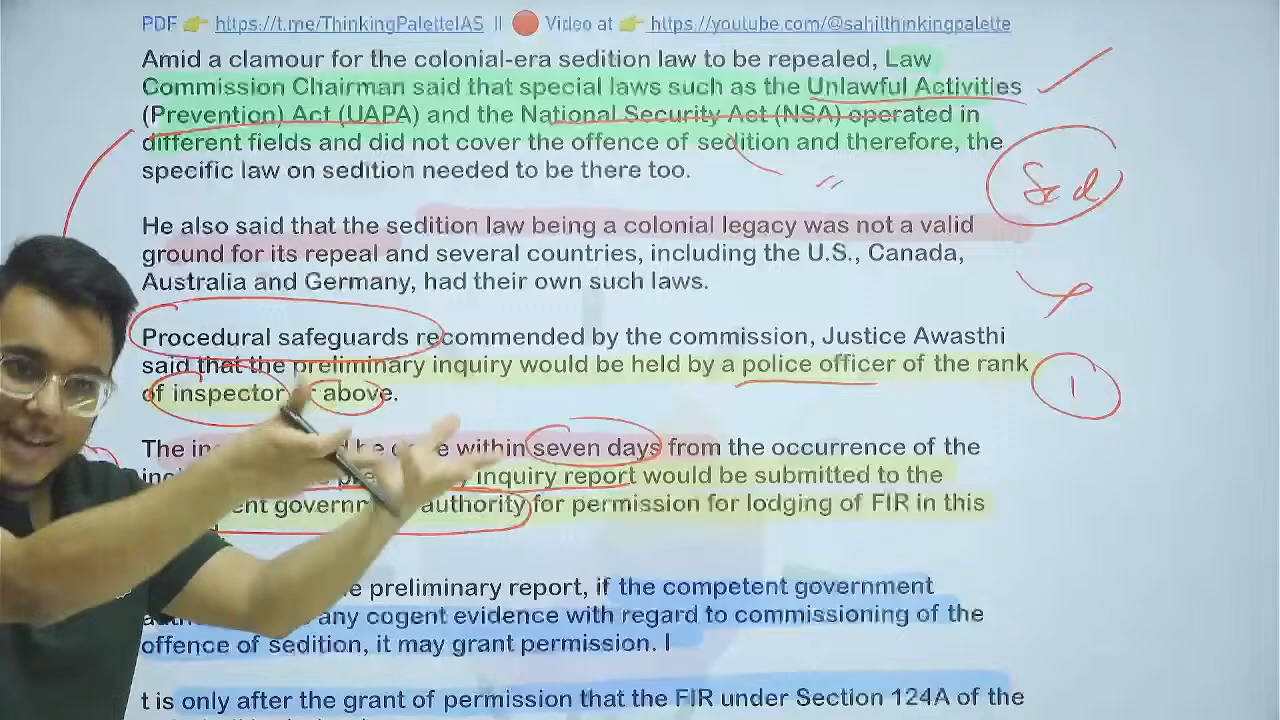 PDF 👉 https://t.me/ThinkingPaletteIAS II 🔴 Video at 👉 https://youtube.com/@sahilthinkingpalette
Amid a clamour for the colonial-era sedition law to be repealed, Law
Commission Chairman said that special laws such as the Unlawful Activities
(Prevention) Act (UAPA) and the National Security Act (NSA) operated in
different fields and did not cover the offence of sedition and therefore, the
specific law on sedition needed to be there too.
Sed
He also said that the sedition law being a colonial legacy was not a valid
ground for its repeal and several countries, including the U.S., Canada,
Australia and Germany, had their own such laws.
Procedural safeguards recommended by the commission, Justice Awasthi
said that the preliminary inquiry would be held by a police officer of the rank
of inspector above.
1
The within seven days from the occurrence of the
inquiry report would be submitted to the
authority for permission for lodging of FIR in this
preliminary report, if the competent government
any cogent evidence with regard to commissioning of the
offence of sedition, it may grant permission. I
t is only after the grant of permission that the FIR under Section 124A of the